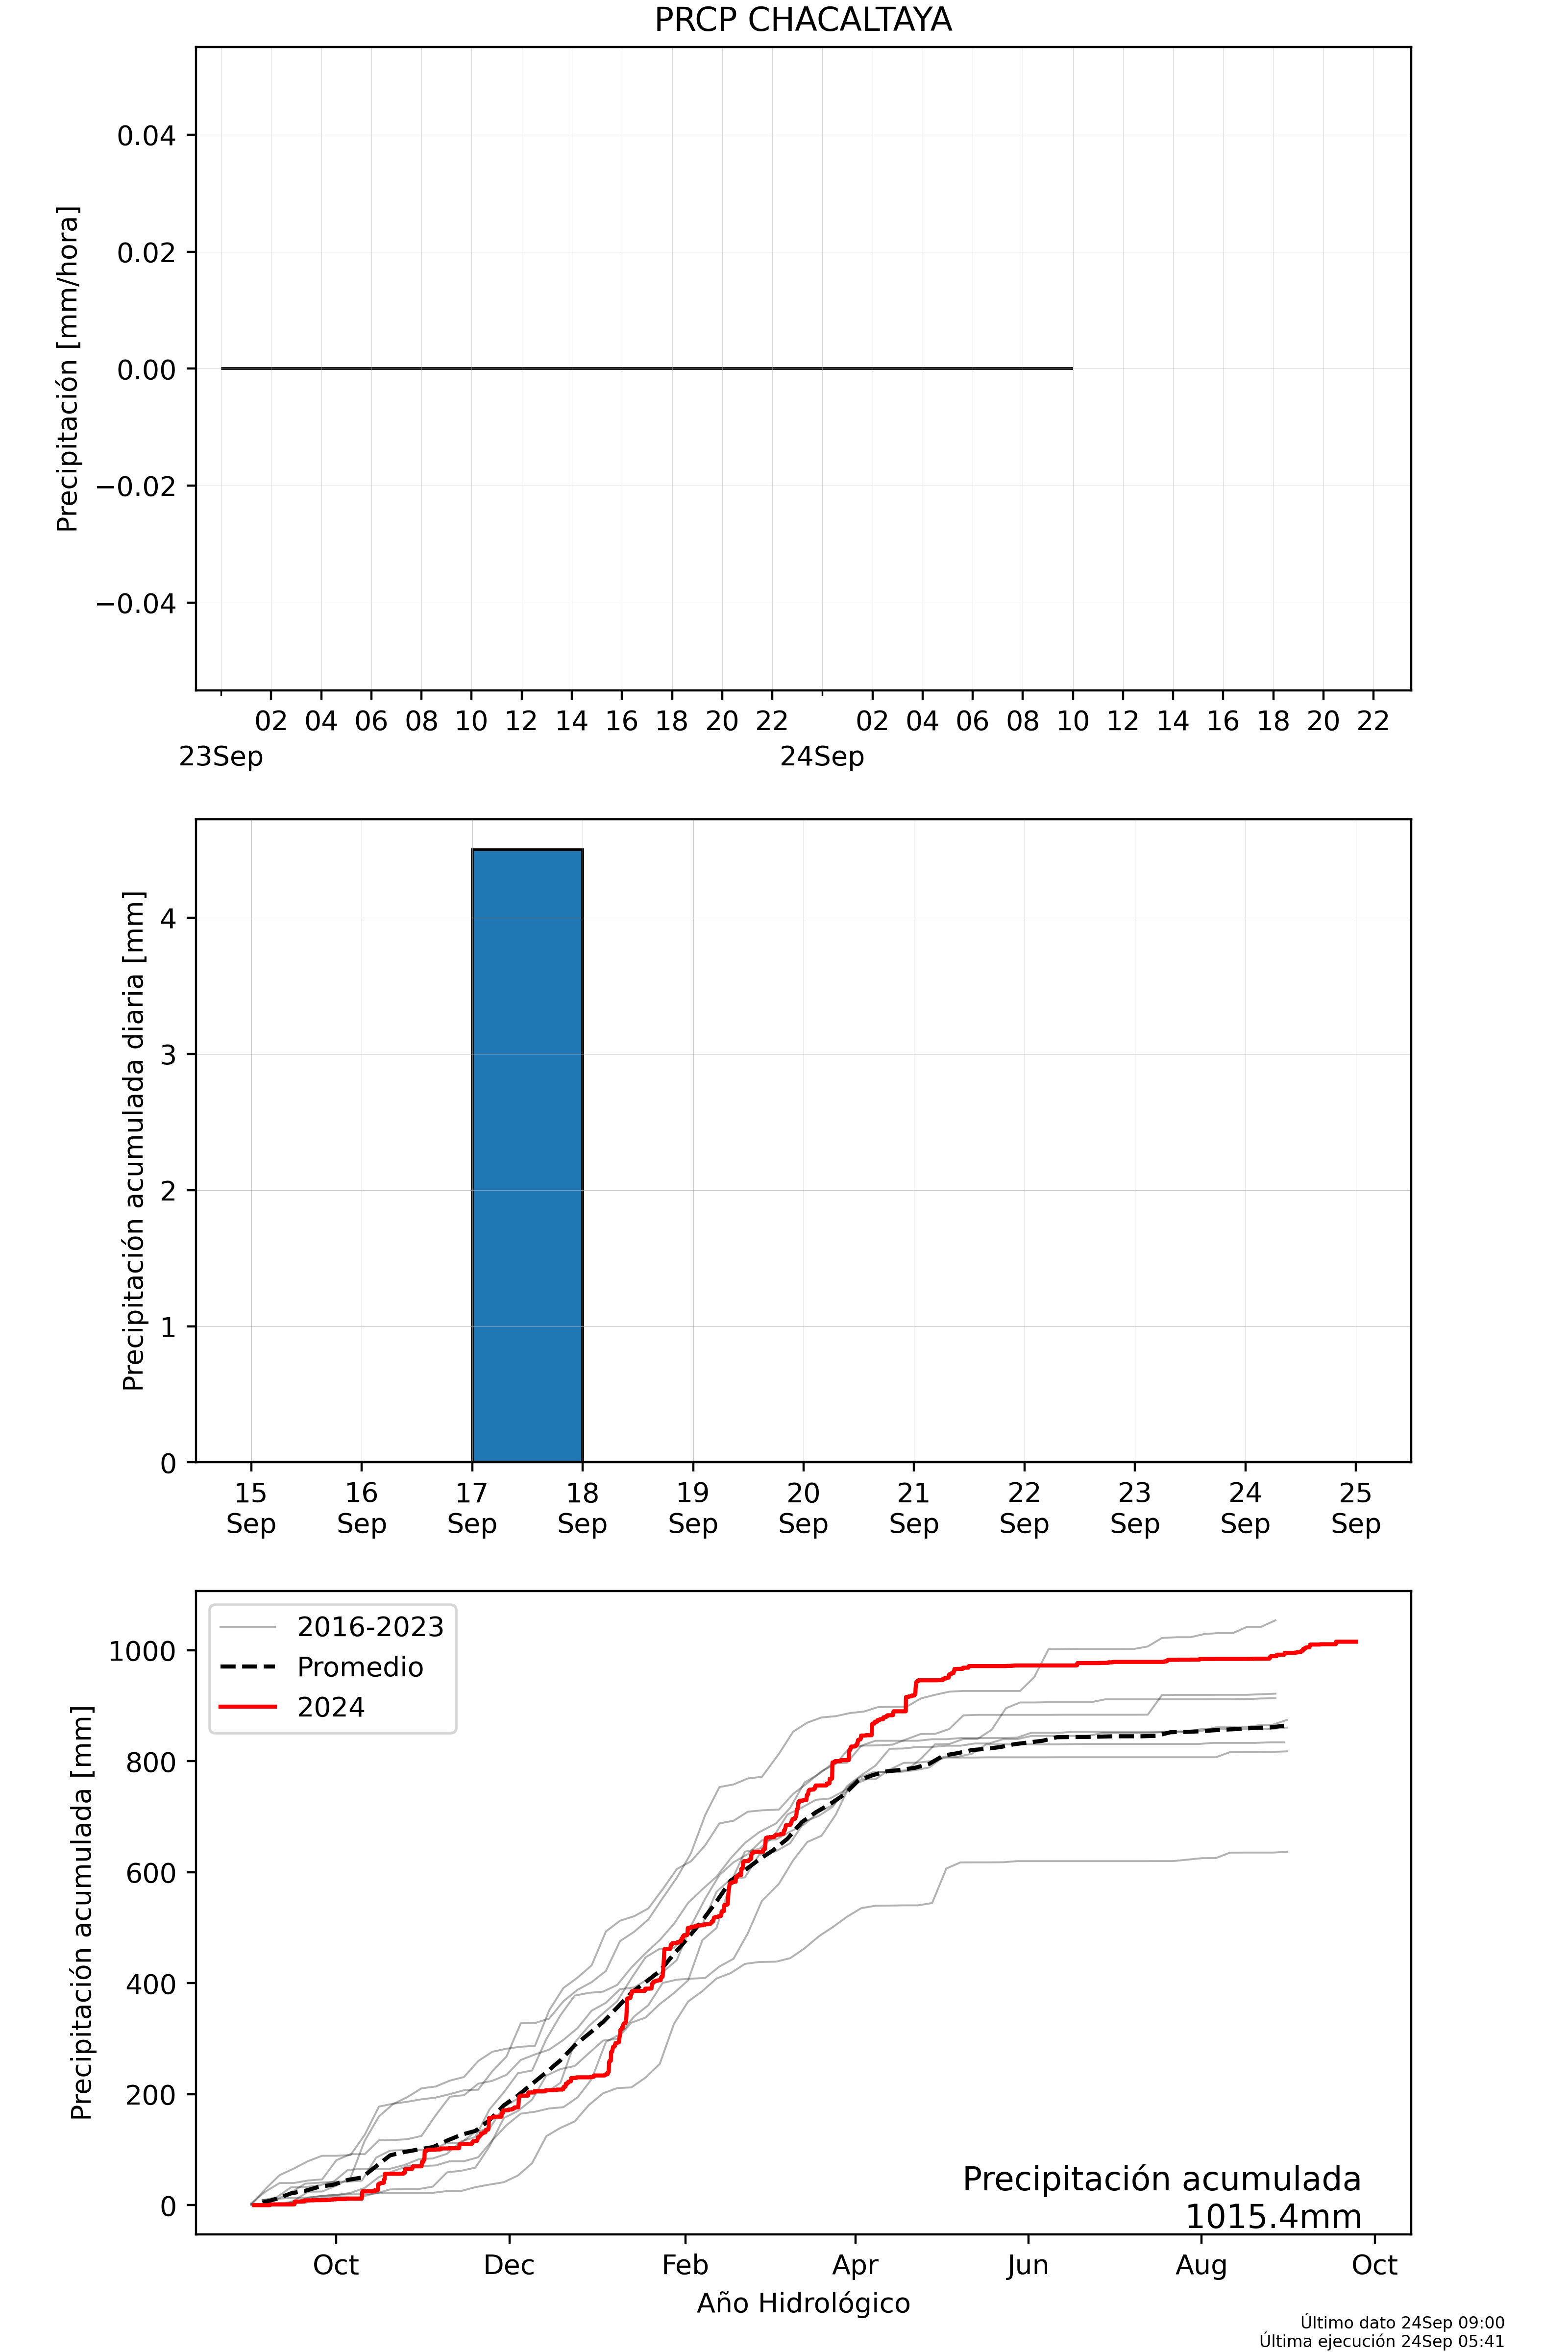 PRCP CHACALTAYA
Precipitación [mm/hora]
0.04
0.02
0.00
−0.02
−0.04
02 04 06 08 10 12 14 16 18 20 22 02 04 06 08 10 12 14 16 18 20 22
23Sep 24Sep
Precipitación acumulada diaria [mm]
4
3
2
1
0
15 16 17 18 19 20 21 22 23 24 25
Sep Sep Sep Sep Sep Sep Sep Sep Sep Sep Sep
Precipitación acumulada [mm]
1000
800
600
400
200
0
2016-2023
Promedio
2024
Precipitación acumulada
1015.4mm
Oct Dec Feb Apr Jun Aug Oct
Año Hidrológico
Último dato 24Sep 09:00
Última ejecución 24Sep 05:41